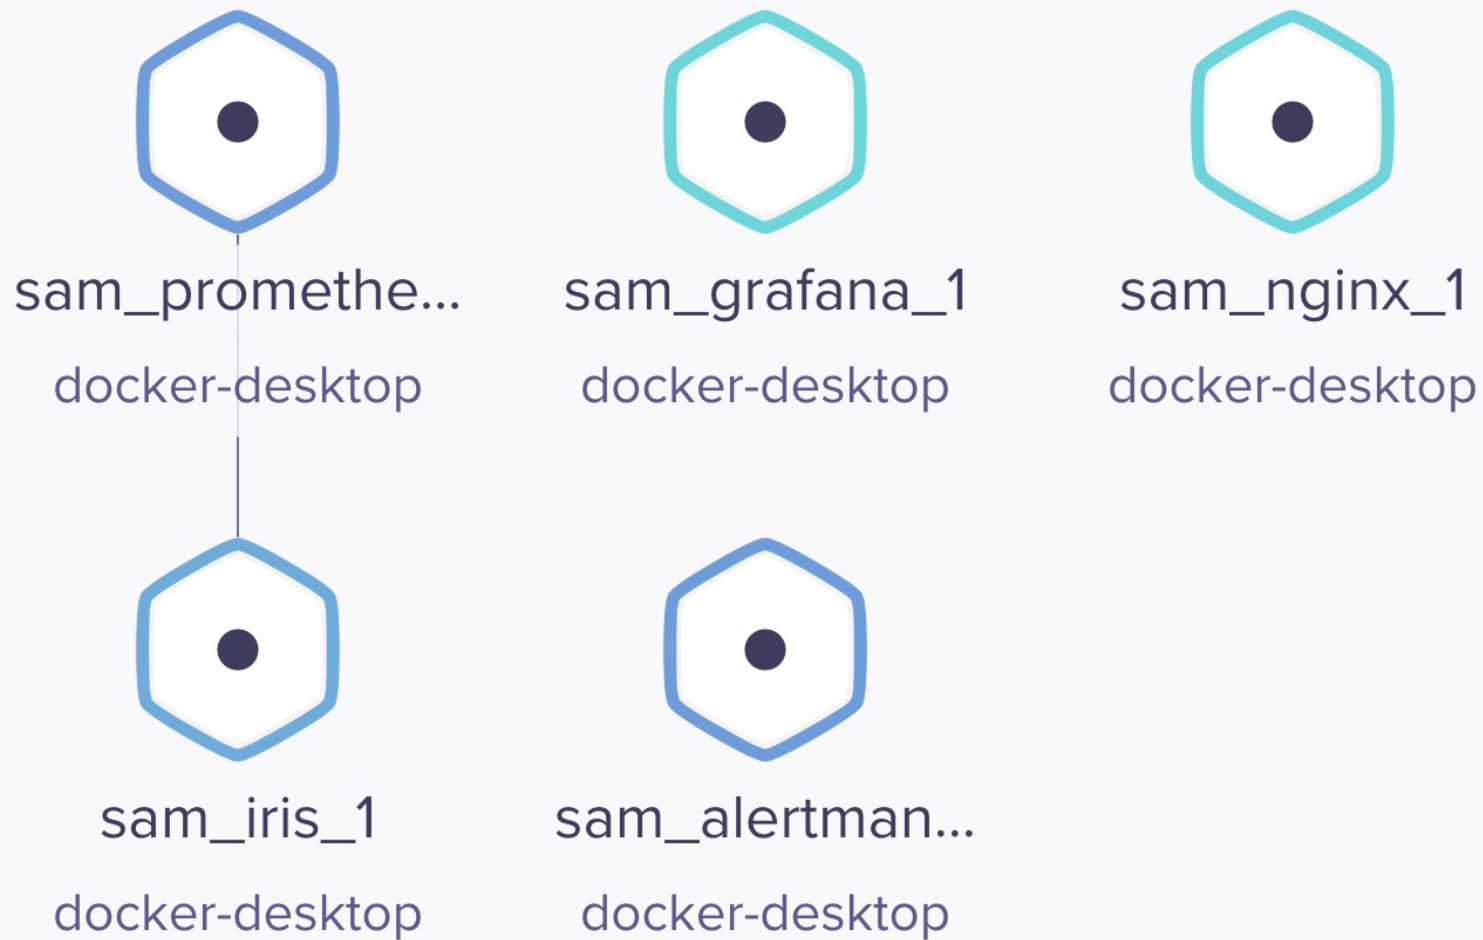 sam_promethe...
sam_grafana_1
sam_nginx_1
docker-desktop
docker-desktop
docker-desktop
sam_iris_1
sam_alertman...
docker-desktop
docker-desktop